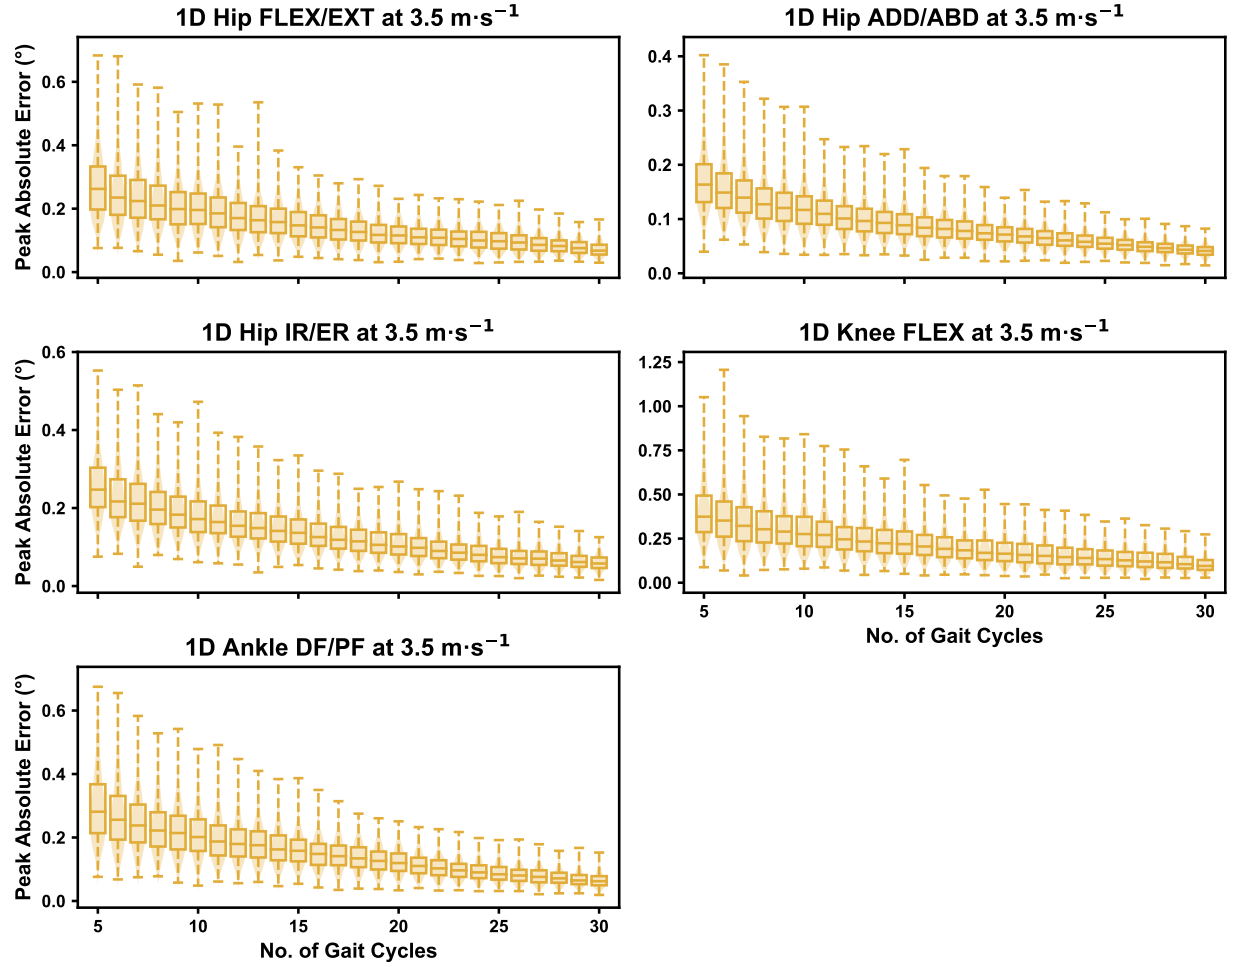 1D Hip FLEX/EXT at 3.5 m·s⁻¹
Peak Absolute Error (°)
0.6
0.4
0.2
0.0
1D Hip ADD/ABD at 3.5 m·s⁻¹
0.4
0.3
0.2
0.1
0.0
1D Hip IR/ER at 3.5 m·s⁻¹
Peak Absolute Error (°)
0.6
0.4
0.2
0.0
1D Knee FLEX at 3.5 m·s⁻¹
1.25
1.00
0.75
0.50
0.25
0.00
5 10 15 20 25 30
No. of Gait Cycles
1D Ankle DF/PF at 3.5 m·s⁻¹
Peak Absolute Error (°)
0.6
0.4
0.2
0.0
5 10 15 20 25 30
No. of Gait Cycles